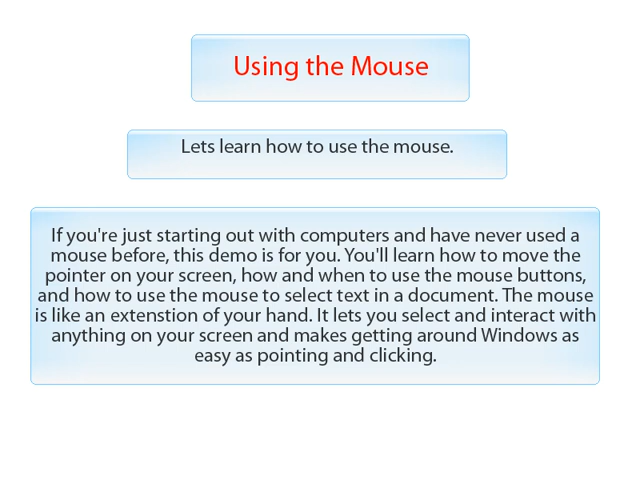 Using the Mouse
Lets learn how to use the mouse.
If you're just starting out with computers and have never used a
mouse before, this demo is for you. You'll learn how to move the
pointer on your screen, how and when to use the mouse buttons,
and how to use the mouse to select text in a document. The mouse
is like an extenstion of your hand. It lets you select and interact with
anything on your screen and makes getting around Windows as
easy as pointing and clicking.